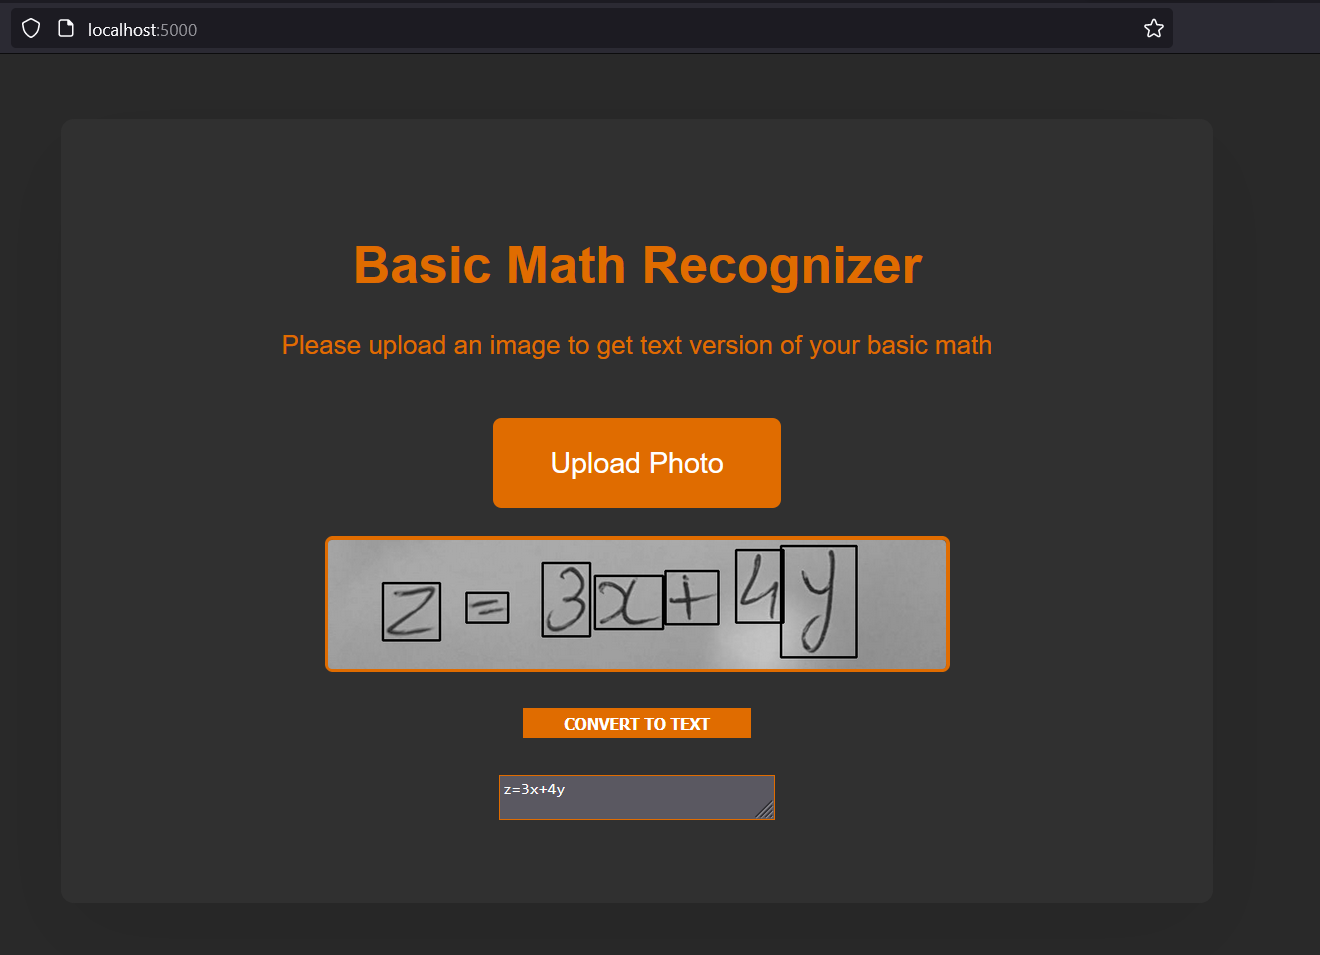 localhost:5000
Basic Math Recognizer
Please upload an image to get text version of your basic math
Upload Photo
z = 3x+ 4y
CONVERT TO TEXT
z=3x+4y